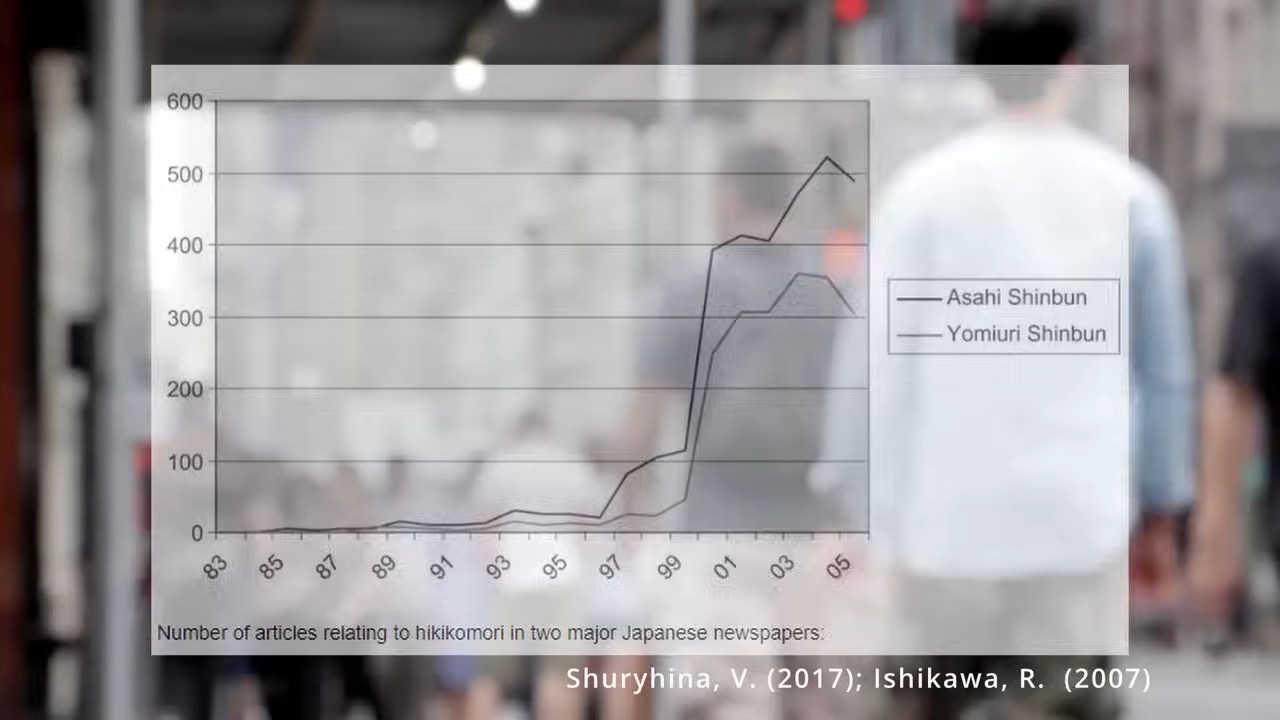 600
500
400
300
200
100
0
83 85 87 89 91 93 95 97 99 01 03 05
Asahi Shinbun
Yomiuri Shinbun
Number of articles relating to hikikomori in two major Japanese newspapers:
Shuryhina, V. (2017); Ishikawa, R. (2007)